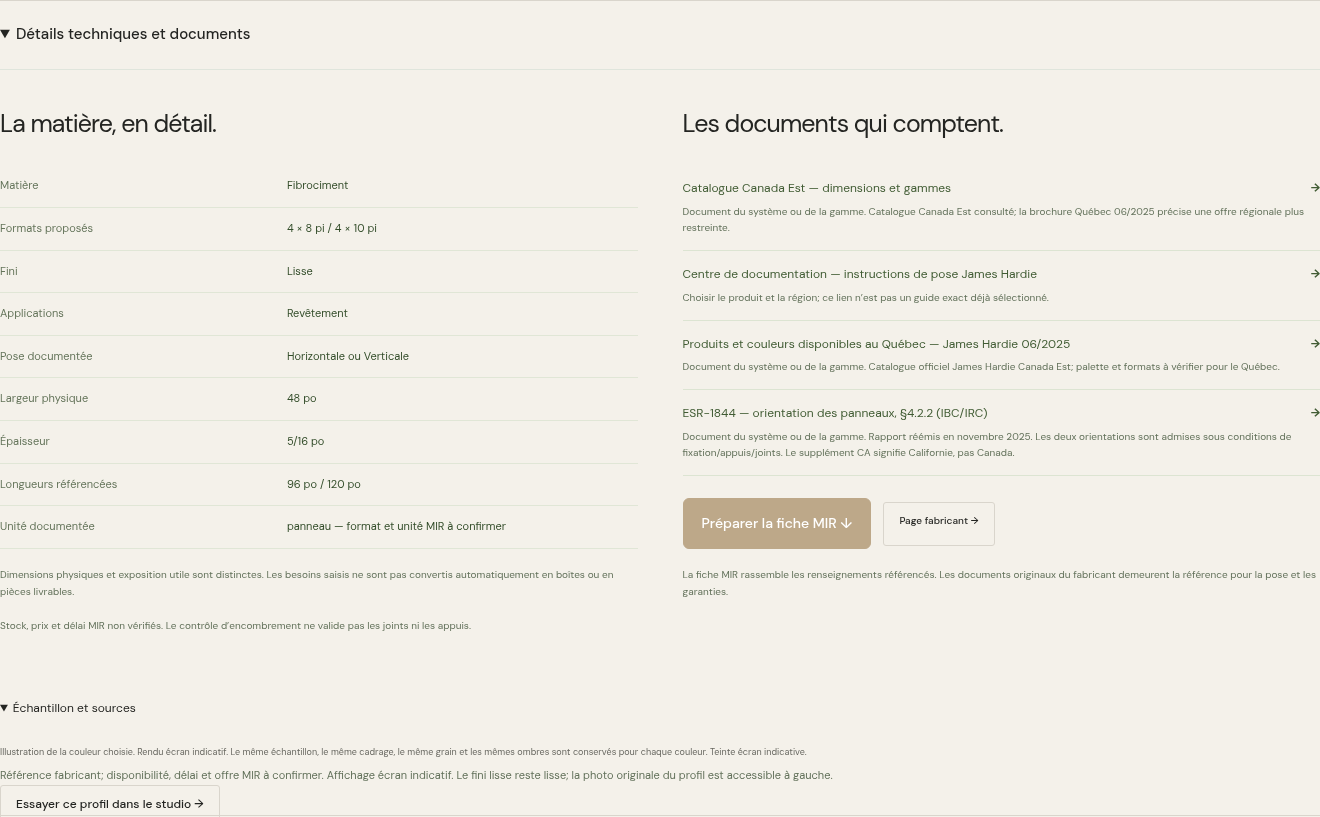 ▼ Détails techniques et documents
La matière, en détail.
Matière Fibrociment
Formats proposés 4 × 8 pi / 4 × 10 pi
Fini Lisse
Applications Revêtement
Pose documentée Horizontale ou Verticale
Largeur physique 48 po
Épaisseur 5/16 po
Longueurs référencées 96 po / 120 po
Unité documentée panneau — format et unité MIR à confirmer
Dimensions physiques et exposition utile sont distinctes. Les besoins saisis ne sont pas convertis automatiquement en boîtes ou en
pièces livrables.
Stock, prix et délai MIR non vérifiés. Le contrôle d’encombrement ne valide pas les joints ni les appuis.
Les documents qui comptent.
Catalogue Canada Est — dimensions et gammes →
Document du système ou de la gamme. Catalogue Canada Est consulté; la brochure Québec 06/2025 précise une offre régionale plus
restreinte.
Centre de documentation — instructions de pose James Hardie →
Choisir le produit et la région; ce lien n’est pas un guide exact déjà sélectionné.
Produits et couleurs disponibles au Québec — James Hardie 06/2025 →
Document du système ou de la gamme. Catalogue officiel James Hardie Canada Est; palette et formats à vérifier pour le Québec.
ESR-1844 — orientation des panneaux, §4.2.2 (IBC/IRC) →
Document du système ou de la gamme. Rapport réémis en novembre 2025. Les deux orientations sont admises sous conditions de
fixation/appuis/joints. Le supplément CA signifie Californie, pas Canada.
Préparer la fiche MIR ↓
Page fabricant →
La fiche MIR rassemble les renseignements référencés. Les documents originaux du fabricant demeurent la référence pour la pose et les
garanties.
▼ Échantillon et sources
Illustration de la couleur choisie. Rendu écran indicatif. Le même échantillon, le même cadrage, le même grain et les mêmes ombres sont conservés pour chaque couleur. Teinte écran indicative.
Référence fabricant; disponibilité, délai et offre MIR à confirmer. Affichage écran indicatif. Le fini lisse reste lisse; la photo originale du profil est accessible à gauche.
Essayer ce profil dans le studio →